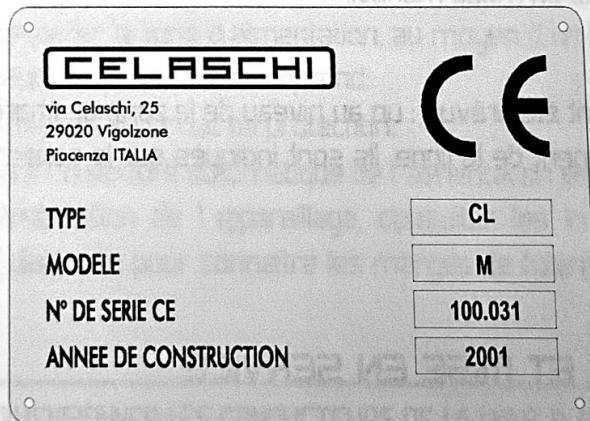 CELASCHI
CE
via Celaschi, 25
29020 Vigolzone
Piacenza ITALIA
TYPE CL
MODELE M
Nº DE SERIE CE 100.031
ANNEE DE CONSTRUCTION 2001